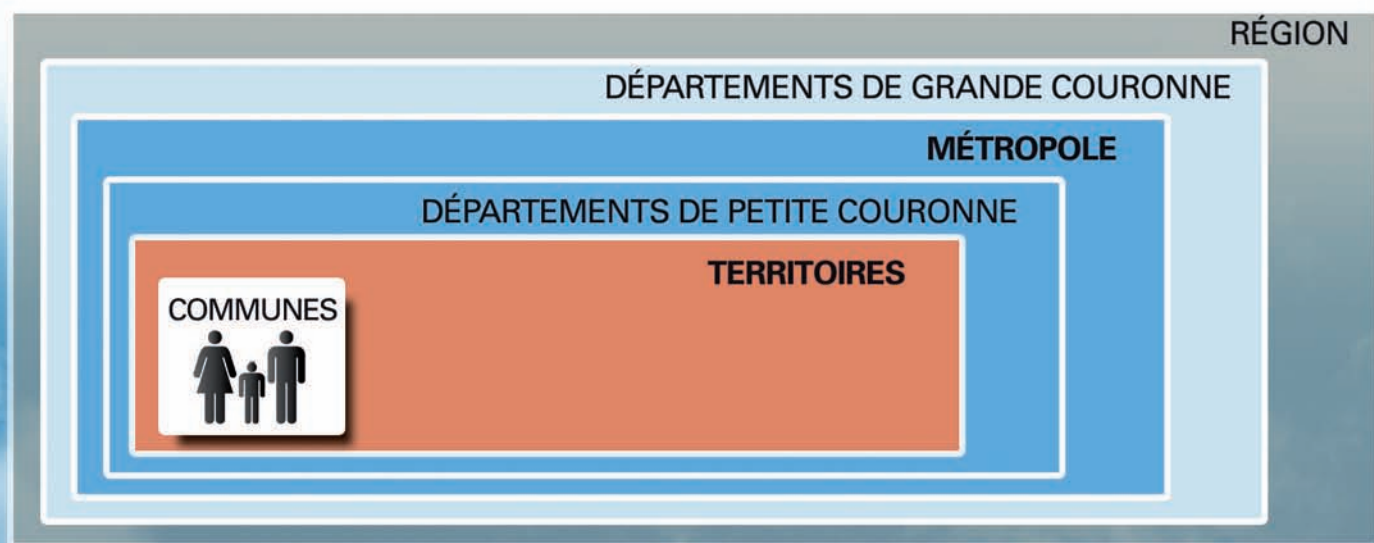 RÉGION
DÉPARTEMENTS DE GRANDE COURONNE
MÉTROPOLE
DÉPARTEMENTS DE PETITE COURONNE
TERRITOIRES
COMMUNES